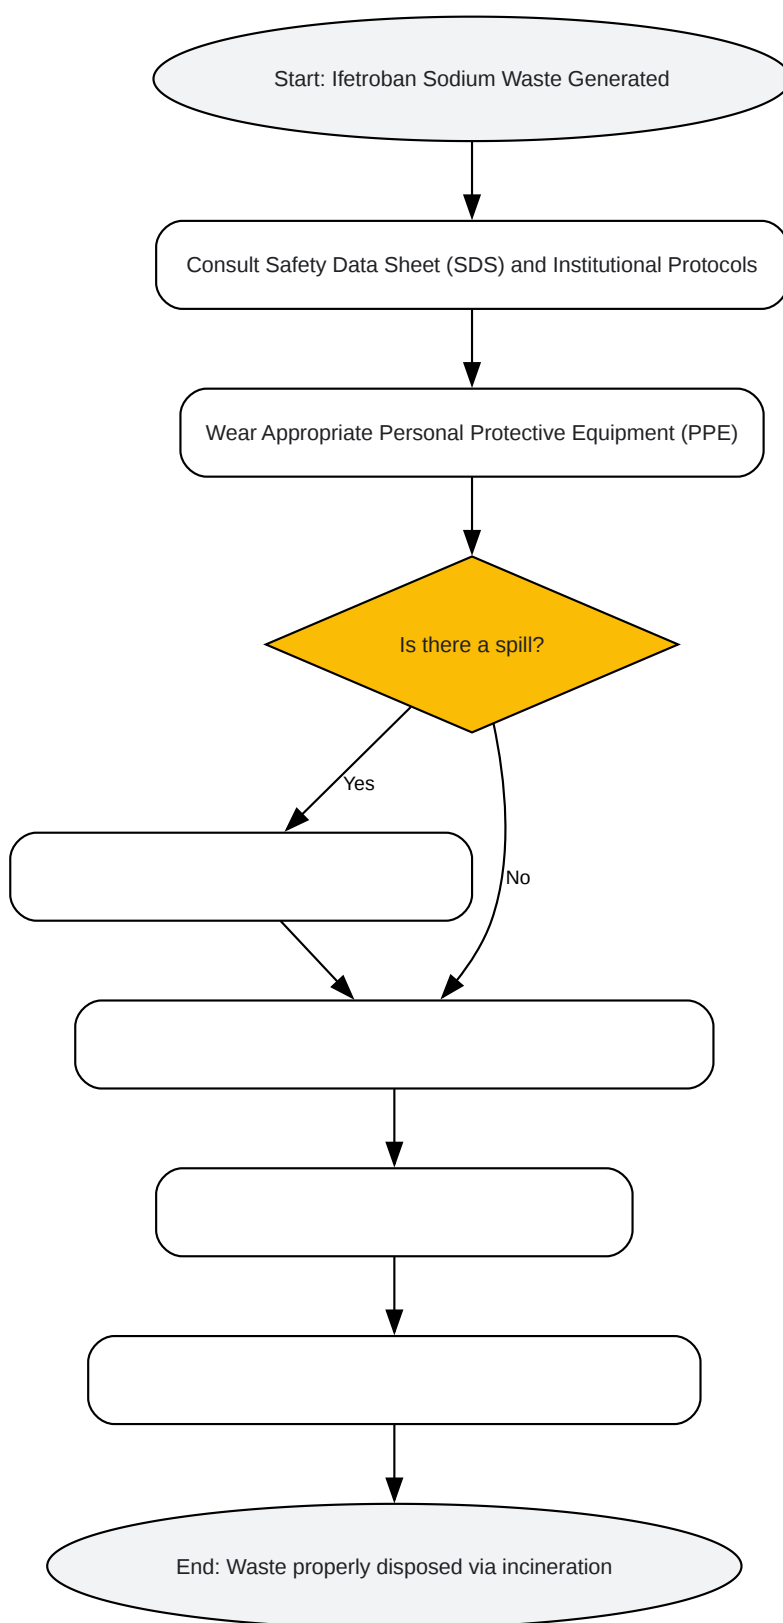 Start: Ifetroban Sodium Waste Generated
Consult Safety Data Sheet (SDS) and Institutional Protocols
Wear Appropriate Personal Protective Equipment (PPE)
Is there a spill?
Yes
No
End: Waste properly disposed via incineration